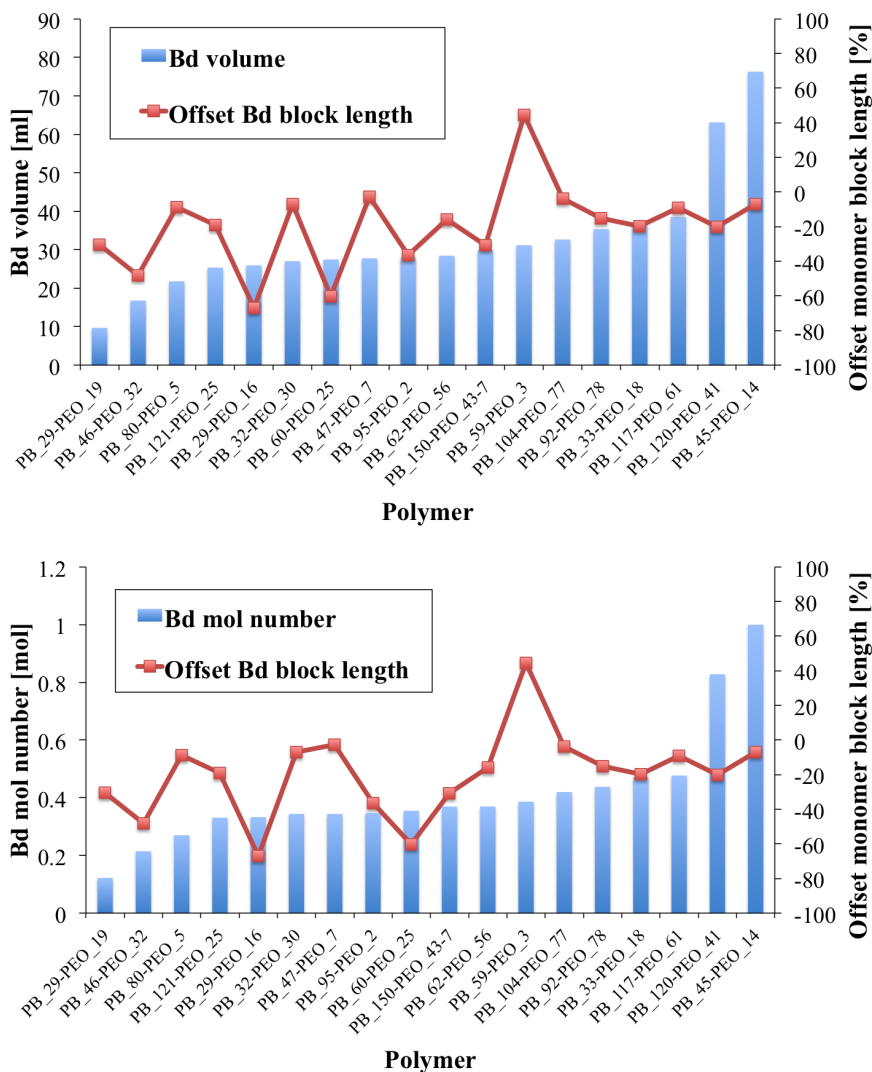 Bd volume [ml]
90
80
70
60
50
40
30
20
10
0
Bd volume
Offset Bd block length
100
80
60
40
20
0
-20
-40
-60
-80
-100
Offset monomer block length [%]
PB_29-PEO_19
PB_46-PEO_32
PB_80-PEO_5
PB_121-PEO_25
PB_29-PEO_16
PB_32-PEO_30
PB_60-PEO_25
PB_47-PEO_7
PB_95-PEO_2
PB_62-PEO_56
PB_150-PEO_43-7
PB_59-PEO_3
PB_104-PEO_77
PB_92-PEO_78
PB_33-PEO_18
PB_117-PEO_61
PB_120-PEO_41
PB_45-PEO_14
Polymer
Bd mol number [mol]
1.2
1
0.8
0.6
0.4
0.2
0
Bd mol number
Offset Bd block length
100
80
60
40
20
0
-20
-40
-60
-80
-100
Offset monomer block length [%]
PB_29-PEO_19
PB_46-PEO_32
PB_80-PEO_5
PB_121-PEO_25
PB_29-PEO_16
PB_32-PEO_30
PB_47-PEO_7
PB_95-PEO_2
PB_60-PEO_25
PB_150-PEO_43-7
PB_62-PEO_56
PB_59-PEO_3
PB_104-PEO_77
PB_92-PEO_78
PB_33-PEO_18
PB_117-PEO_61
PB_120-PEO_41
PB_45-PEO_14
Polymer